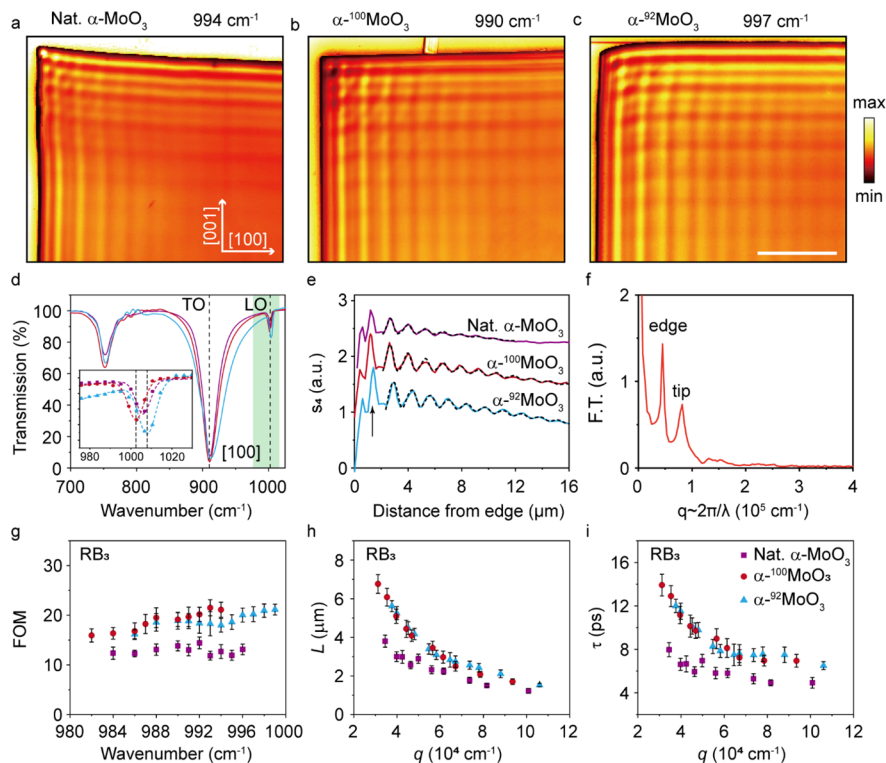 a Nat. α-MoO₃ 994 cm⁻¹
b α-¹⁰⁰MoO₃ 990 cm⁻¹
c α-⁹²MoO₃ 997 cm⁻¹
[001]
[100]
max
min
d
TO LO
Transmission (%)
100
80
60
40
20
0
980 1000 1020
[100]
700 800 900 1000
Wavenumber (cm⁻¹)
e
s₄ (a.u.)
3
2
1
0
Nat. α-MoO₃
α-¹⁰⁰MoO₃
α-⁹²MoO₃
0 4 8 12 16
Distance from edge (μm)
f
F.T. (a.u.)
2
1
0
edge
tip
0 1 2 3 4
q~2π/λ (10⁵ cm⁻¹)
g
RB₃
FOM
30
20
10
0
980 984 988 992 996 1000
Wavenumber (cm⁻¹)
h
RB₃
L (μm)
8
6
4
2
0
2 4 6 8 10 12
q (10⁴ cm⁻¹)
i
RB₃
Nat. α-MoO₃
α-¹⁰⁰MoO₃
α-⁹²MoO₃
τ (ps)
16
12
8
4
2 4 6 8 10 12
q (10⁴ cm⁻¹)